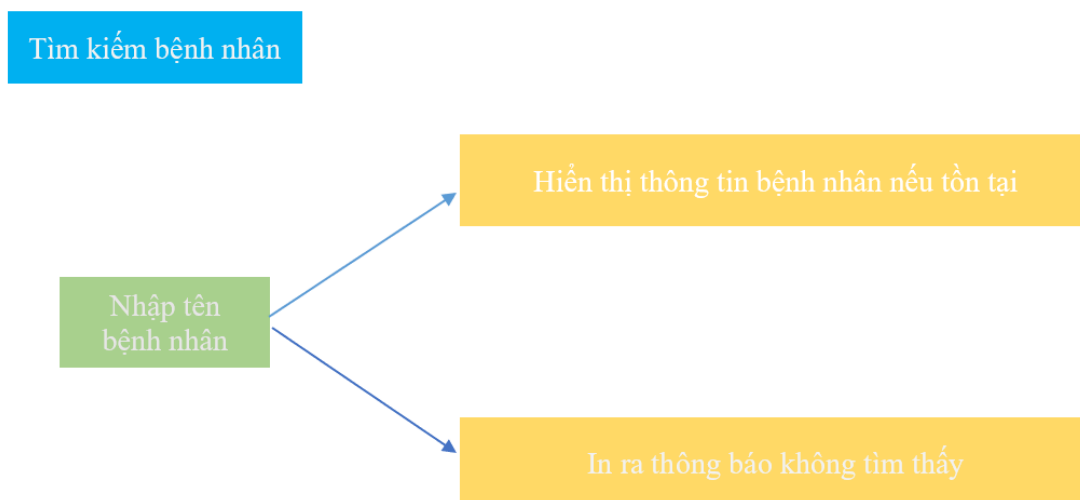 Tìm kiếm bệnh nhân
Hiển thị thông tin bệnh nhân nếu tồn tại
Nhập tên
bệnh nhân
In ra thông báo không tìm thấy